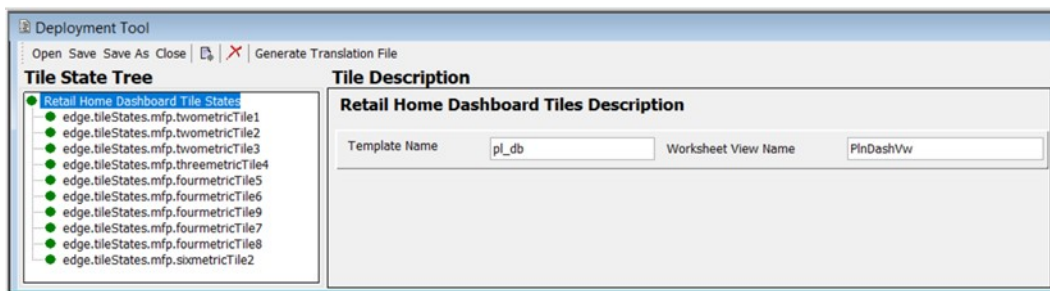 Deployment Tool
Open Save Save As Close Generate Translation File
Tile State Tree
Retail Home Dashboard Tile States
edge.tileStates.mfp.twometricTile1
edge.tileStates.mfp.twometricTile2
edge.tileStates.mfp.twometricTile3
edge.tileStates.mfp.threemetricTile4
edge.tileStates.mfp.fourmetricTile5
edge.tileStates.mfp.fourmetricTile6
edge.tileStates.mfp.fourmetricTile9
edge.tileStates.mfp.fourmetricTile7
edge.tileStates.mfp.fourmetricTile8
edge.tileStates.mfp.sixmetricTile2
Tile Description
Retail Home Dashboard Tiles Description
Template Name pl_db Worksheet View Name PlnDashVw